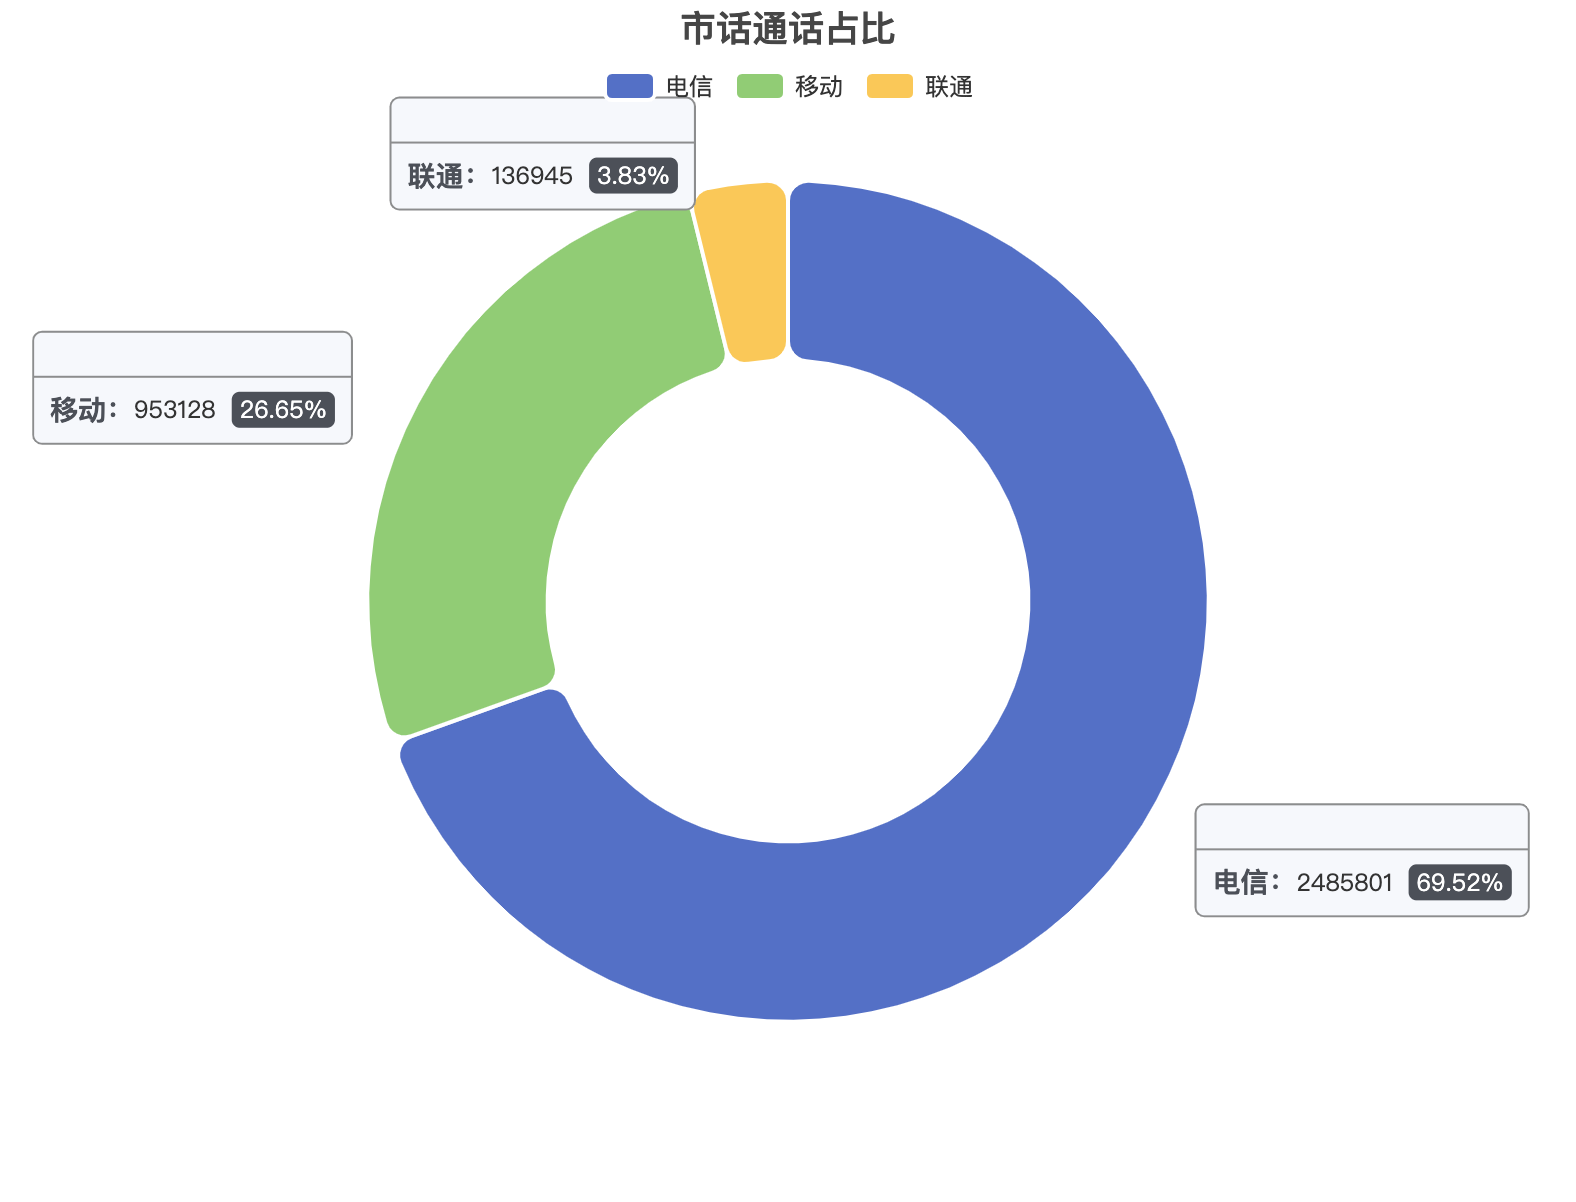 市话通话占比
电信 移动 联通
联通： 136945 3.83%
移动： 953128 26.65%
电信： 2485801 69.52%